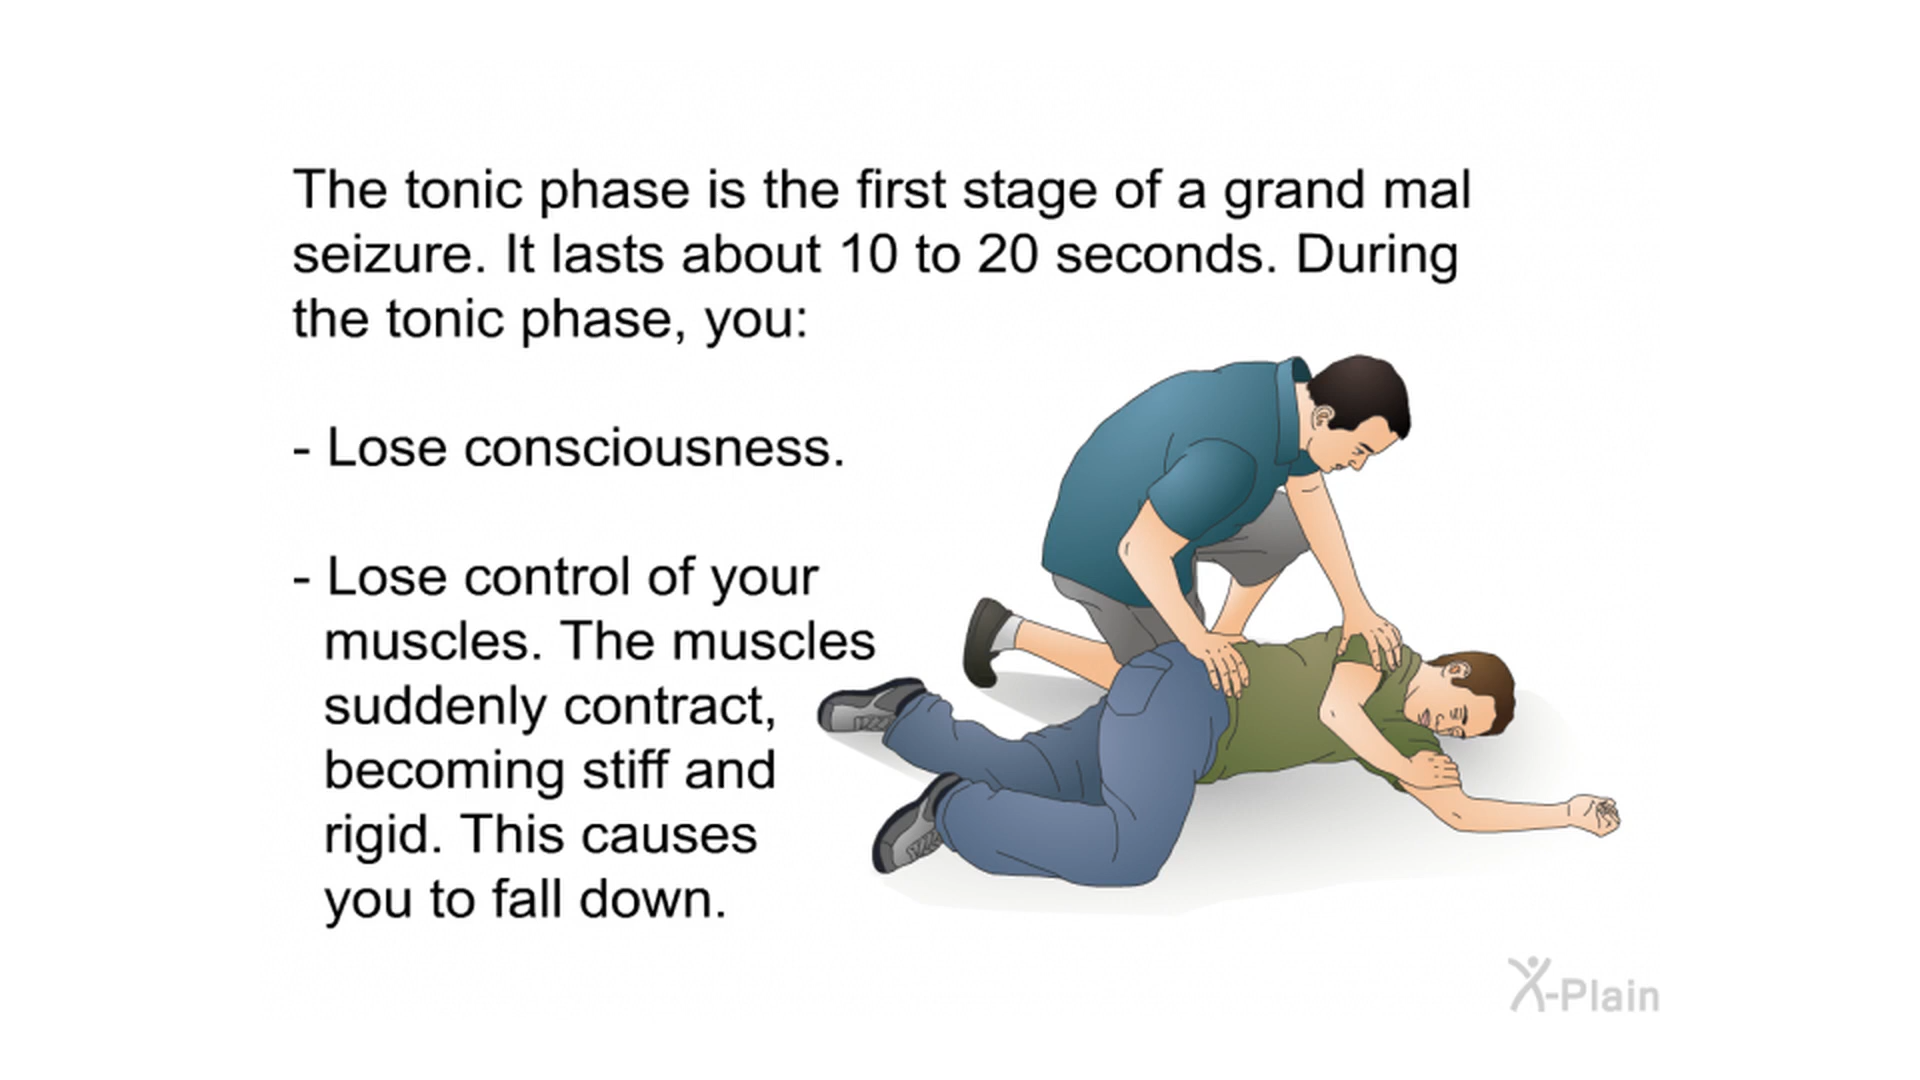 The tonic phase is the first stage of a grand mal
seizure. It lasts about 10 to 20 seconds. During
the tonic phase, you:
- Lose consciousness.
- Lose control of your
muscles. The muscles
suddenly contract,
becoming stiff and
rigid. This causes
you to fall down.
X-Plain